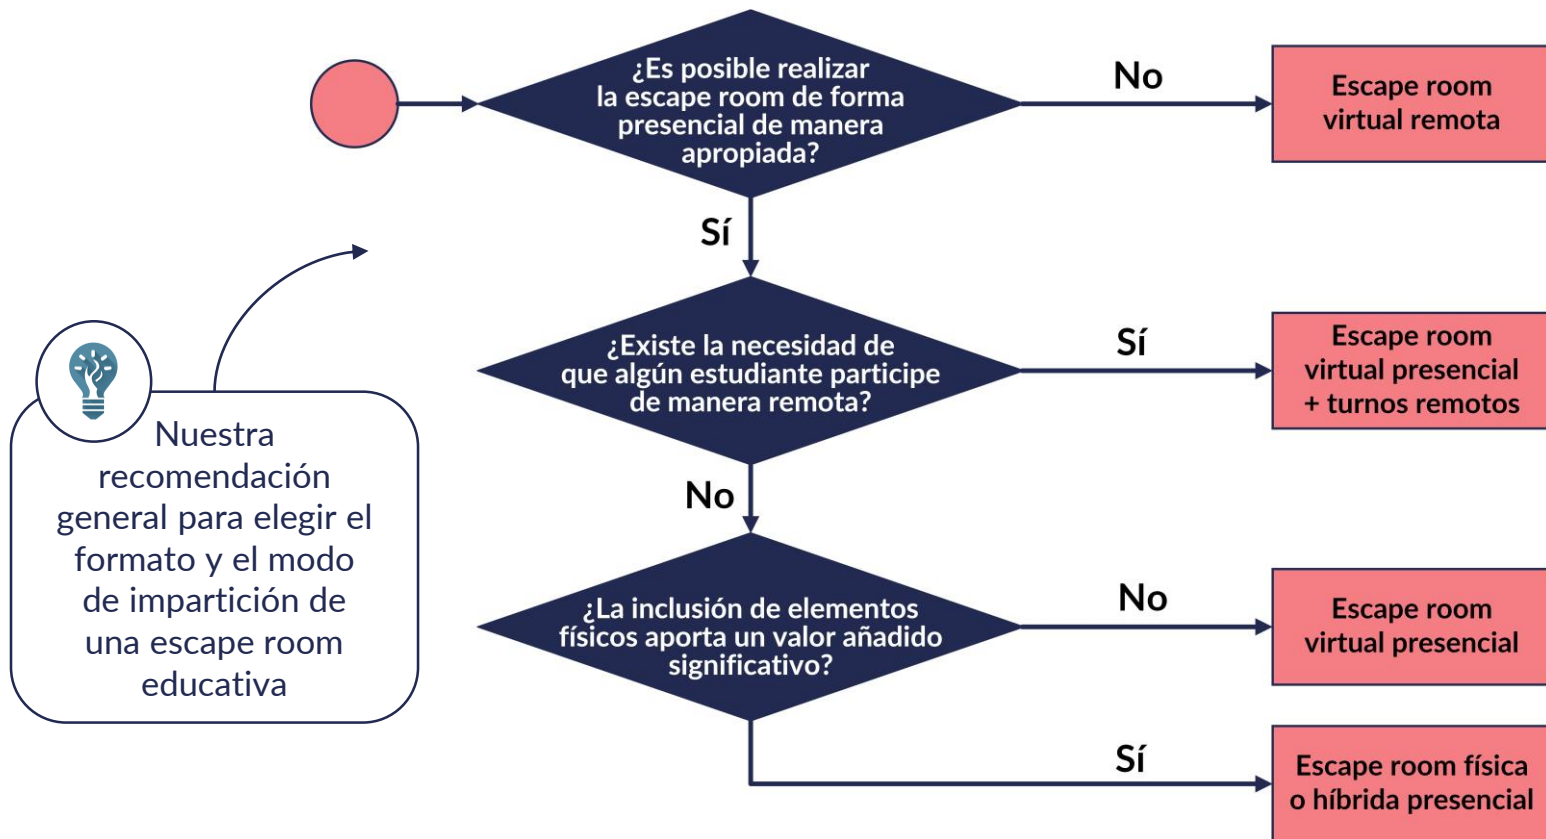 ¿Es posible realizar
la escape room de forma
presencial de manera
apropiada?
No
Escape room
virtual remota
Sí
¿Existe la necesidad de
que algún estudiante participe
de manera remota?
Sí
Escape room
virtual presencial
+ turnos remotos
Nuestra
recomendación
general para elegir el
formato y el modo
de impartición de
una escape room
educativa
No
¿La inclusión de elementos
físicos aporta un valor añadido
significativo?
No
Escape room
virtual presencial
Sí
Escape room física
o híbrida presencial